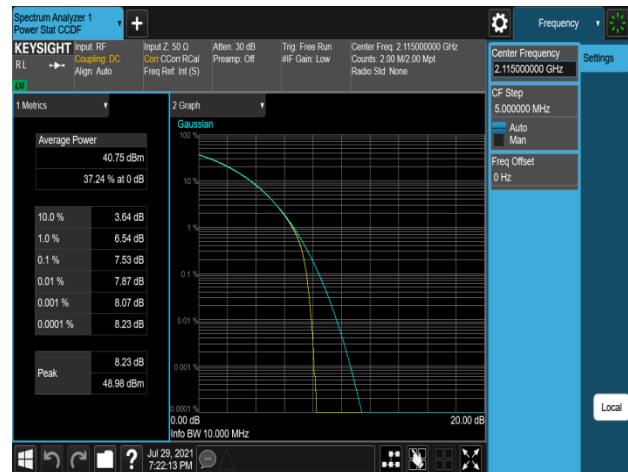 Spectrum Analyzer 1
Power Stat CCDF
Frequency
KEYSIGHT
RL
LW
Input: RF
Coupling: DC
Align: Auto
Input Z: 50 Ω
Corr CCorr RCal
Freq Ref: Int (S)
Atten: 30 dB
Preamp: Off
Trig: Free Run
#IF Gain: Low
Center Freq: 2.115000000 GHz
Counts: 2.00 M/2.00 Mpt
Radio Std: None
Center Frequency
2.115000000 GHz
Settings
CF Step
5.000000 MHz
Auto
Man
Freq Offset
0 Hz
Local
1 Metrics
Average Power
40.75 dBm
37.24 % at 0 dB
10.0 % 3.64 dB
1.0 % 6.54 dB
0.1 % 7.53 dB
0.01 % 7.87 dB
0.001 % 8.07 dB
0.0001 % 8.23 dB
Peak
8.23 dB
48.98 dBm
2 Graph
Gaussian
100 %
10 %
1 %
0.1 %
0.01 %
0.001 %
0.0001 %
0.00 dB 20.00 dB
Info BW 10.000 MHz
?
Jul 29, 2021
7:22:13 PM